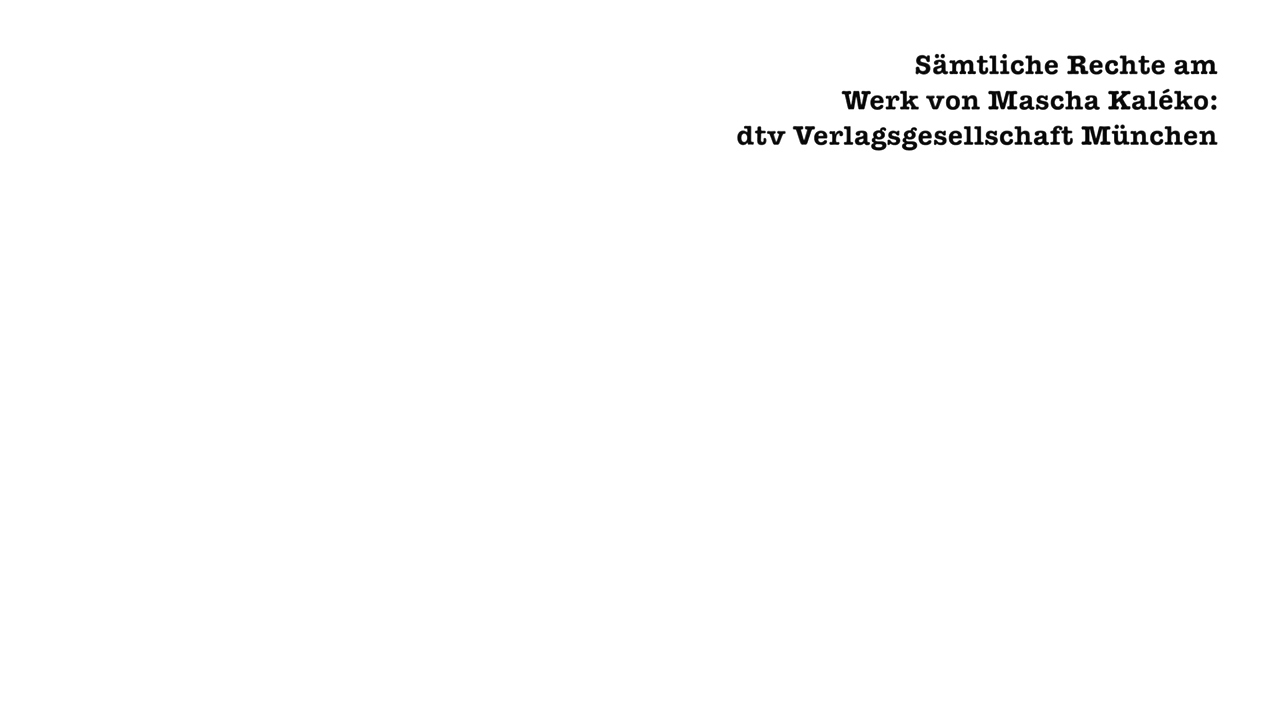 Sämtliche Rechte am
Werk von Mascha Kaléko:
dtv Verlagsgesellschaft München